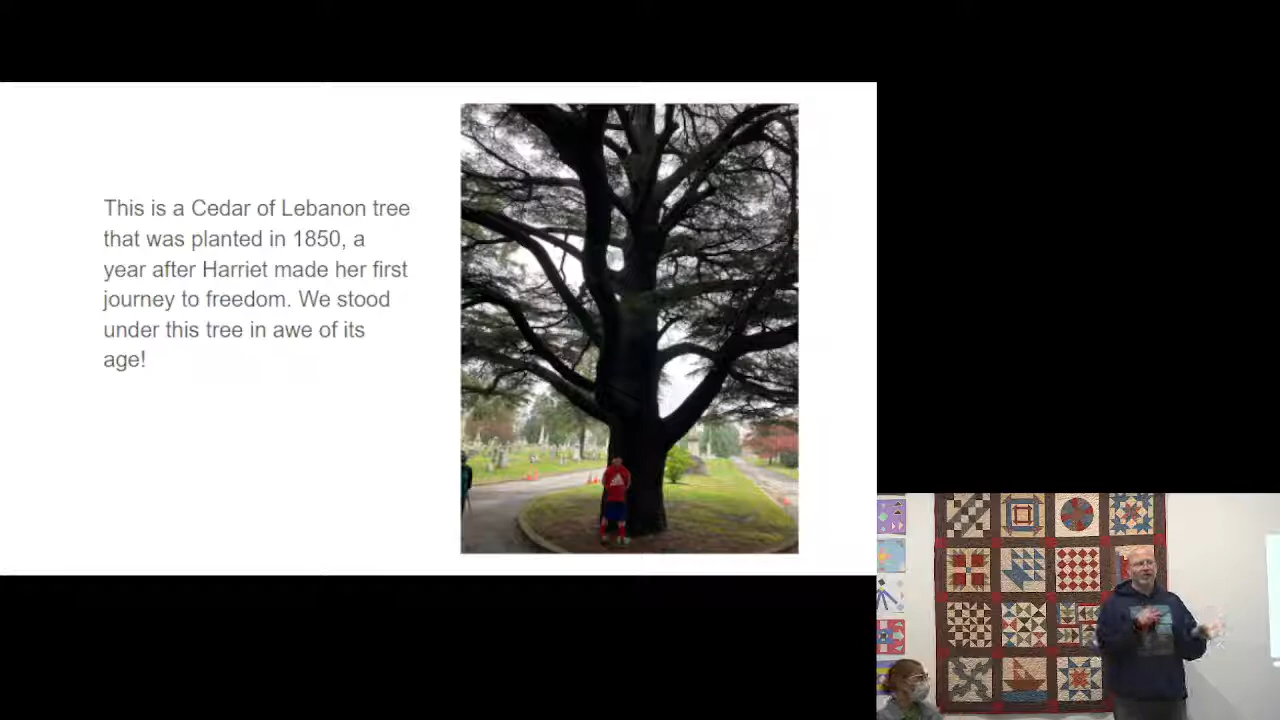 This is a Cedar of Lebanon tree
that was planted in 1850, a
year after Harriet made her first
journey to freedom. We stood
under this tree in awe of its
age!